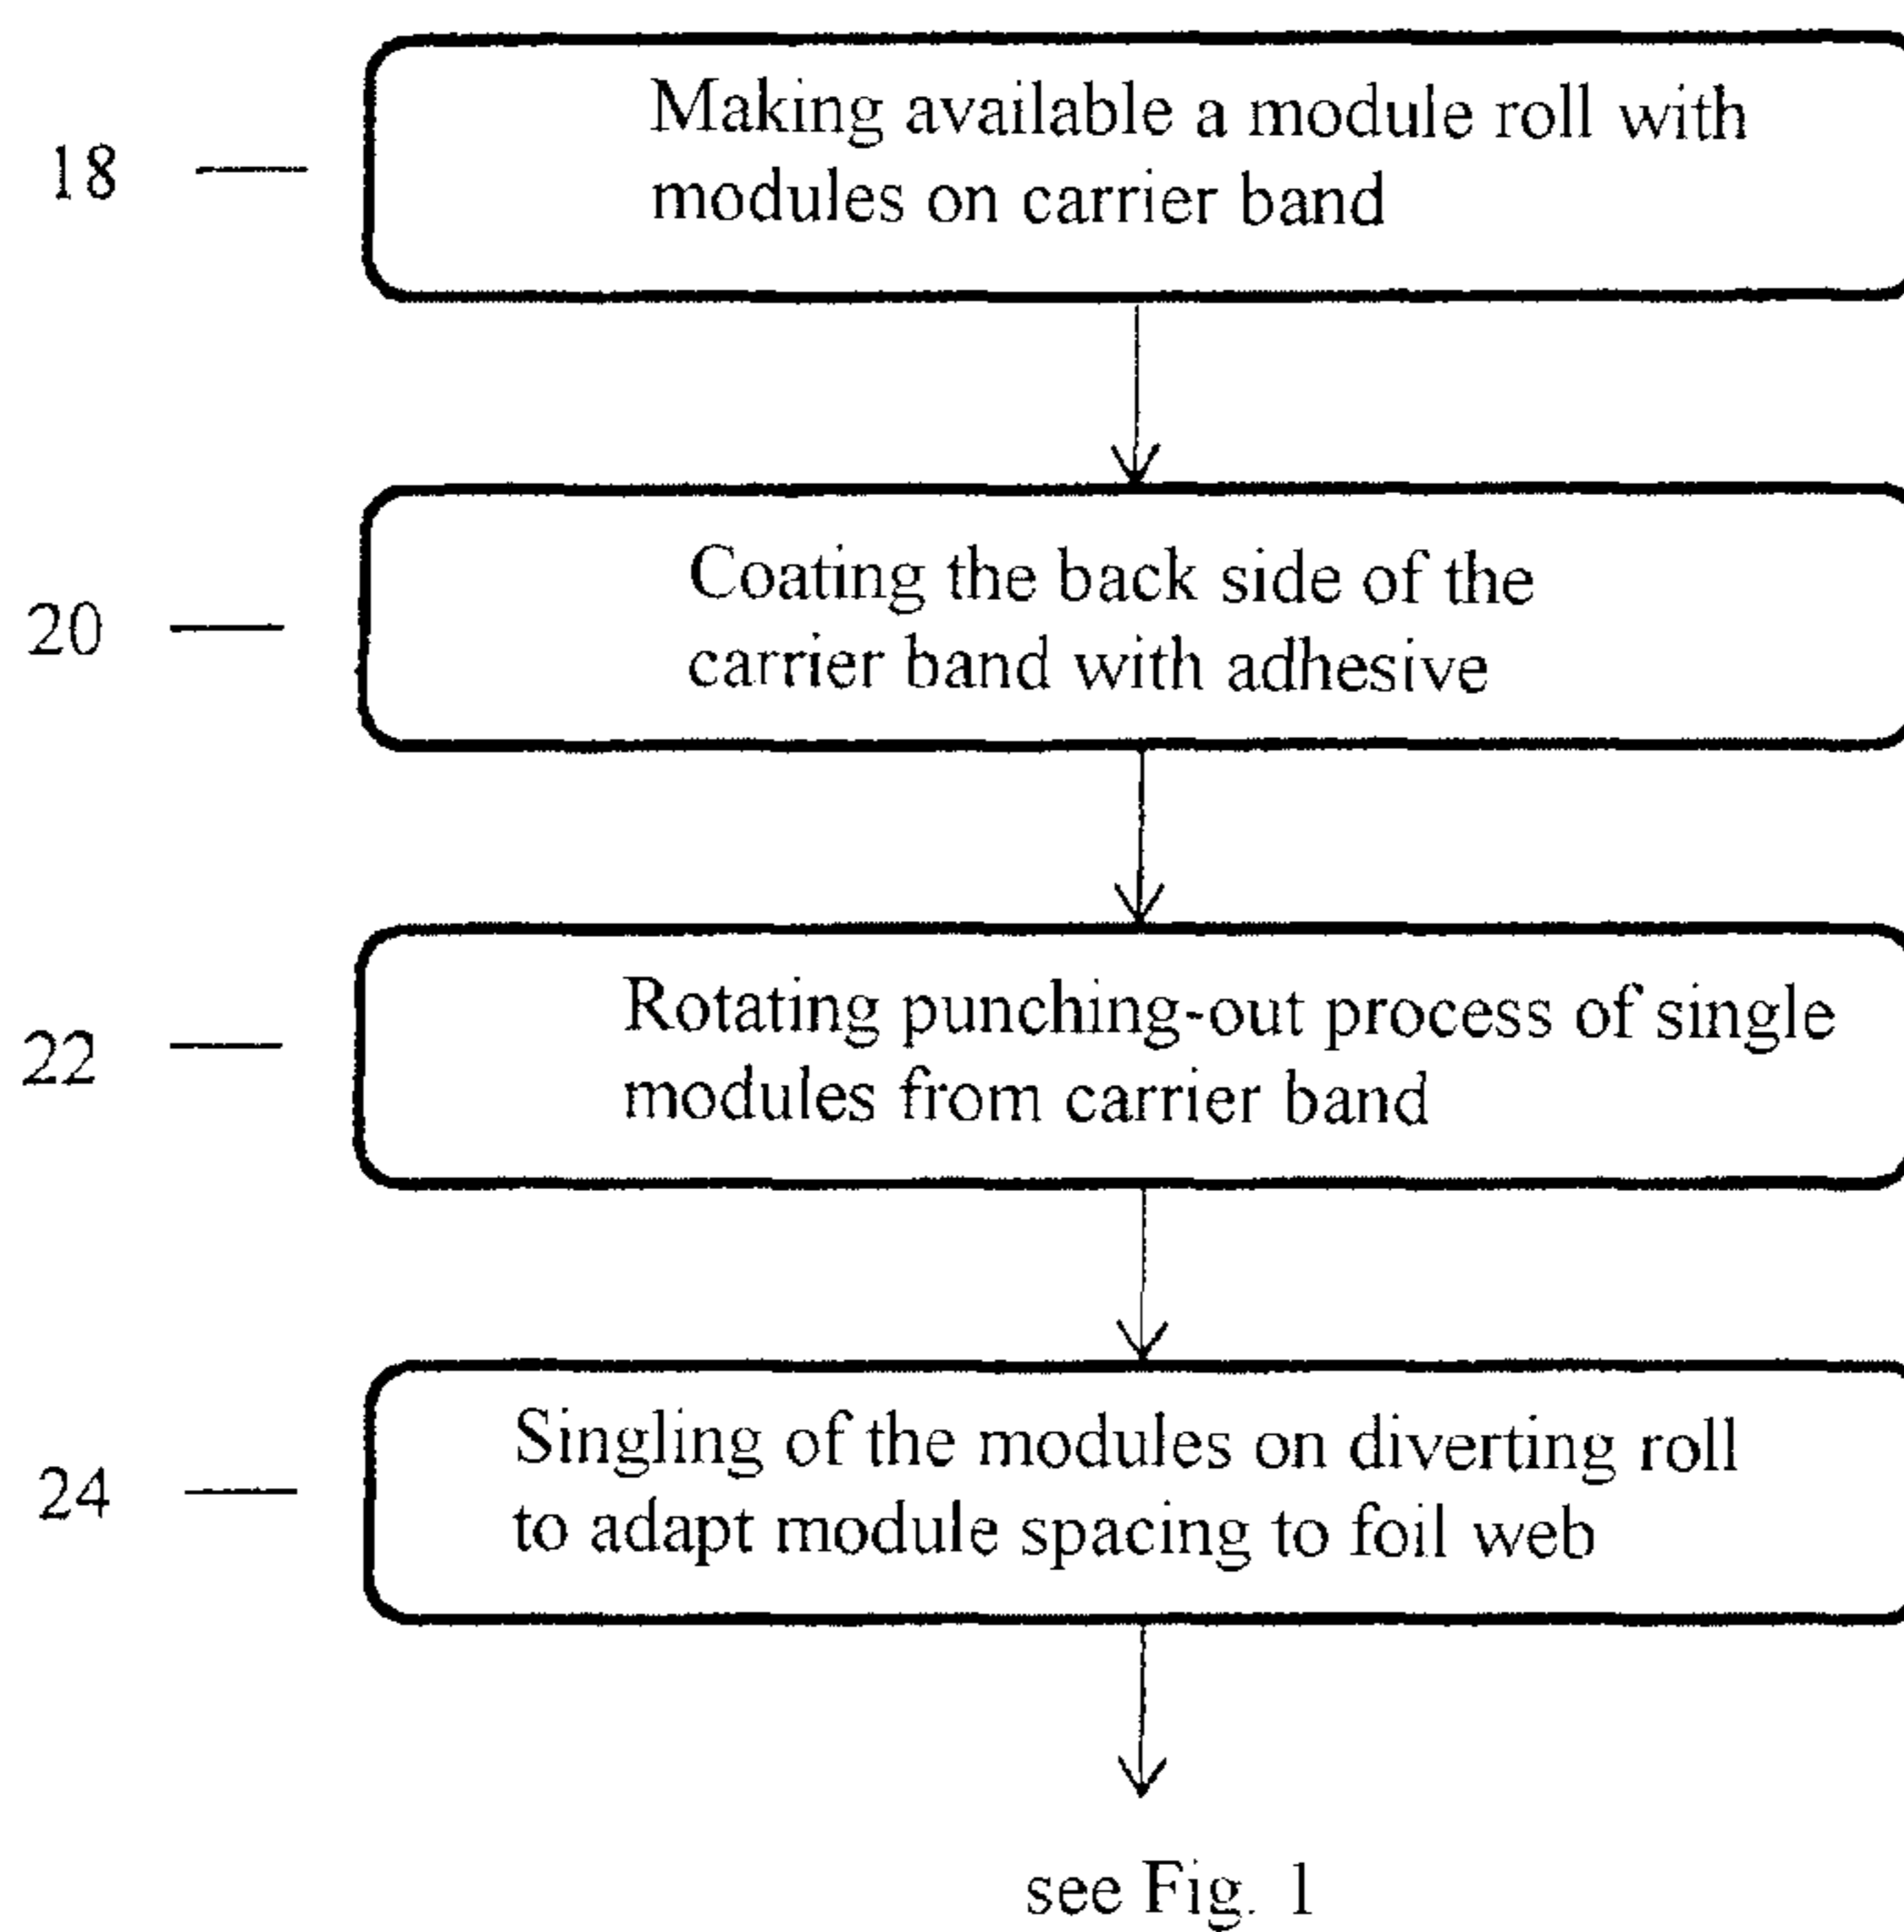 18
Making available a module roll with
modules on carrier band
20
Coating the back side of the
carrier band with adhesive
22
Rotating punching-out process of single
modules from carrier band
24
Singling of the modules on diverting roll
to adapt module spacing to foil web
see Fig. 1